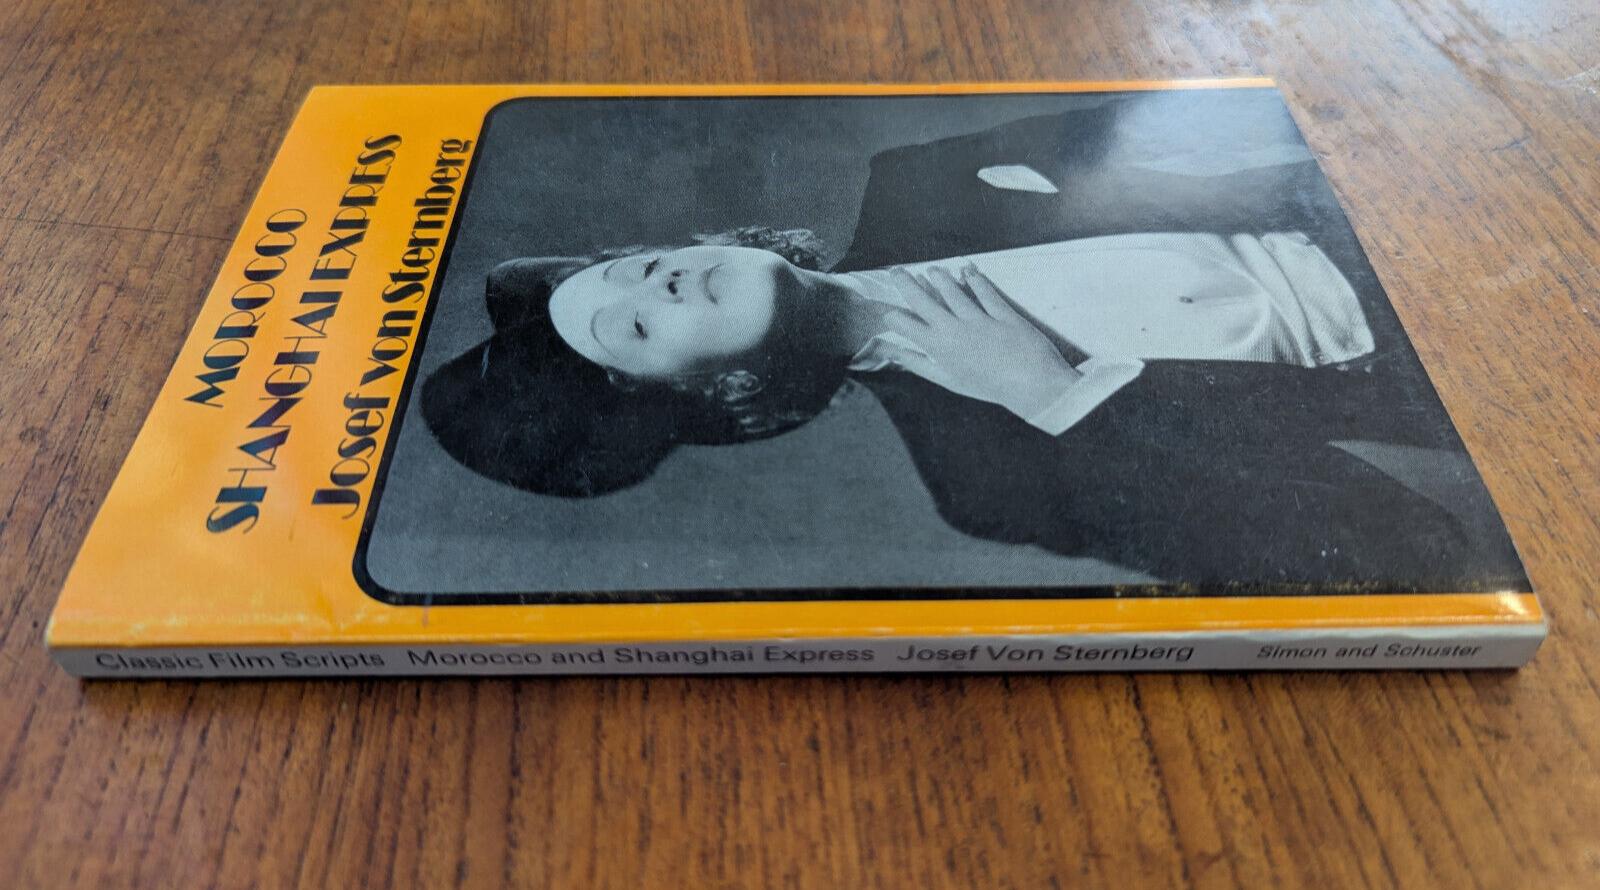 MOROCCO
SHANGHAI EXPRESS
Josef von Sternberg
Classic Film Scripts Morocco and Shanghai Express Josef Von Sternberg Simon and Schuster